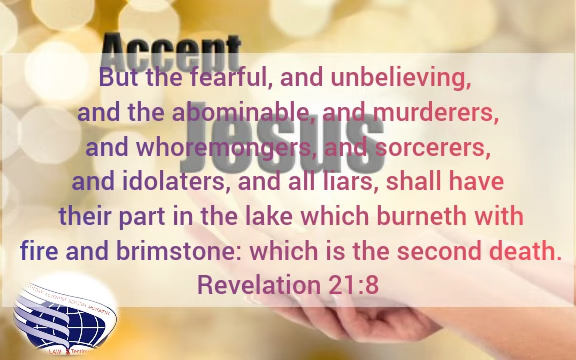 Accept
Jesus
But the fearful, and unbelieving,
and the abominable, and murderers,
and whoremongers, and sorcerers,
and idolaters, and all liars, shall have
their part in the lake which burneth with
fire and brimstone: which is the second death.
Revelation 21:8
LAW